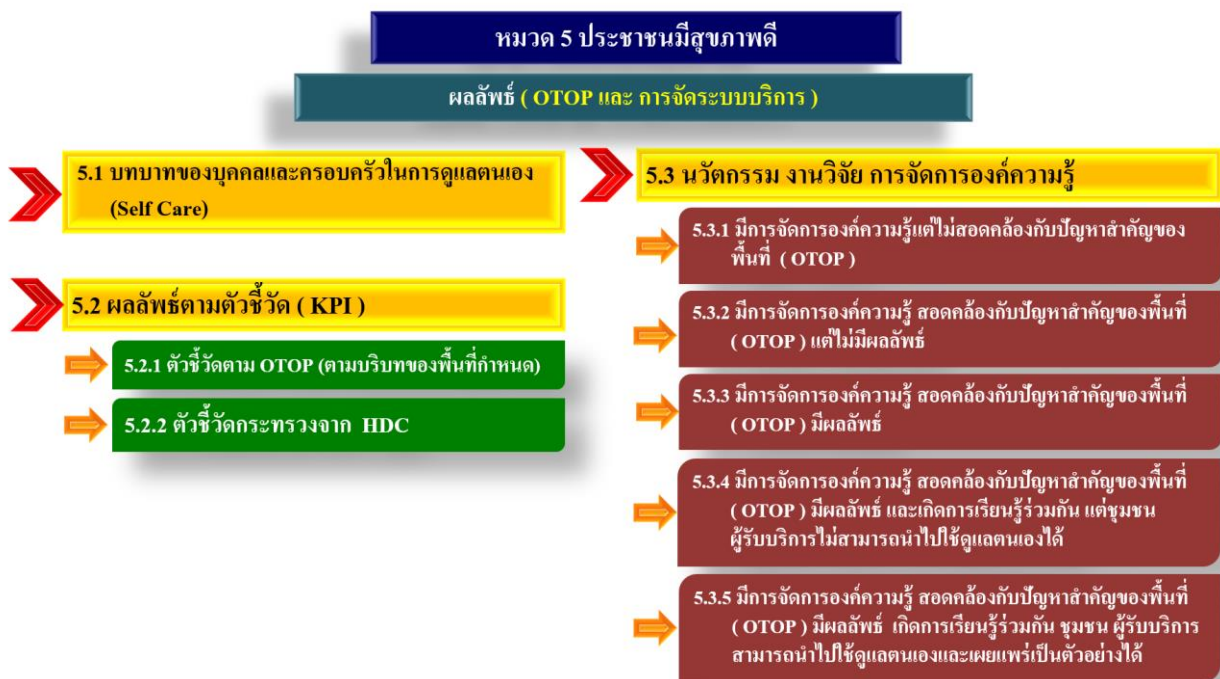 หมวด 5 ประชาชนมีสุขภาพดี
ผลลัพธ์ ( OTOP และ การจัดระบบบริการ )
5.1 บทบาทของบุคคลและครอบครัวในการดูแลตนเอง
(Self Care)
5.2 ผลลัพธ์ตามตัวชี้วัด ( KPI )
5.2.1 ตัวชี้วัดตาม OTOP (ตามบริบทของพื้นที่กำหนด)
5.2.2 ตัวชี้วัดกระทรวงจาก HDC
5.3 นวัตกรรม งานวิจัย การจัดการองค์ความรู้
5.3.1 มีการจัดการองค์ความรู้แต่ไม่สอดคล้องกับปัญหาสำคัญของ
พื้นที่ ( OTOP )
5.3.2 มีการจัดการองค์ความรู้ สอดคล้องกับปัญหาสำคัญของพื้นที่
( OTOP ) แต่ไม่มีผลลัพธ์
5.3.3 มีการจัดการองค์ความรู้ สอดคล้องกับปัญหาสำคัญของพื้นที่
( OTOP ) มีผลลัพธ์
5.3.4 มีการจัดการองค์ความรู้ สอดคล้องกับปัญหาสำคัญของพื้นที่
( OTOP ) มีผลลัพธ์ และเกิดการเรียนรู้ร่วมกัน แต่ชุมชน
ผู้รับบริการไม่สามารถนำไปใช้ดูแลตนเองได้
5.3.5 มีการจัดการองค์ความรู้ สอดคล้องกับปัญหาสำคัญของพื้นที่
( OTOP ) มีผลลัพธ์ เกิดการเรียนรู้ร่วมกัน ชุมชน ผู้รับบริการ
สามารถนำไปใช้ดูแลตนเองและเผยแพร่เป็นตัวอย่างได้